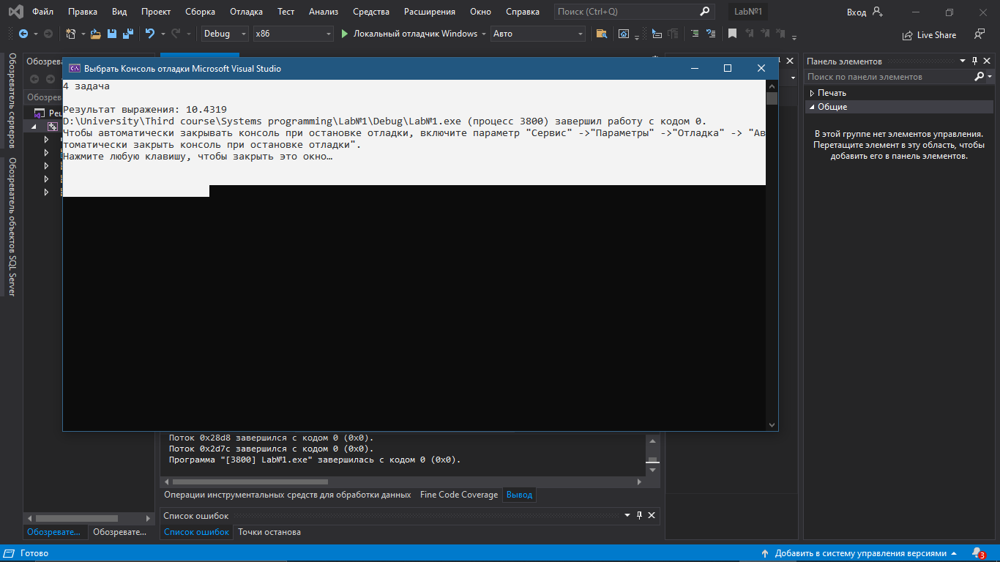 Файл Правка Вид Проект Сборка Отладка Тест Анализ Средства Расширения Окно Справка Поиск (Ctrl+Q) Lab№1 Вход
Debug x86 Локальный отладчик Windows Авто Live Share
Обозреватель серверов
Обозреватель объектов SQL Server
Выбрать Консоль отладки Microsoft Visual Studio
4 задача
Результат выражения: 10.4319
D:\University\Third course\Systems programming\Lab№1\Debug\Lab№1.exe (процесс 3800) завершил работу с кодом 0.
Чтобы автоматически закрывать консоль при остановке отладки, включите параметр "Сервис" ->"Параметры" ->"Отладка" -> "Ав
томатически закрыть консоль при остановке отладки".
Нажмите любую клавишу, чтобы закрыть это окно…
Панель элементов
Поиск по панели элементов
Печать
Общие
В этой группе нет элементов управления.
Перетащите элемент в эту область, чтобы
добавить его в панель элементов.
Поток 0x28d8 завершился с кодом 0 (0x0).
Поток 0x2d7c завершился с кодом 0 (0x0).
Программа "[3800] Lab№1.exe" завершилась с кодом 0 (0x0).
Операции инструментальных средств для обработки данных Fine Code Coverage Вывод
Список ошибок
Обозревате... Обозревате... Список ошибок Точки останова
Готово Добавить в систему управления версиями 3